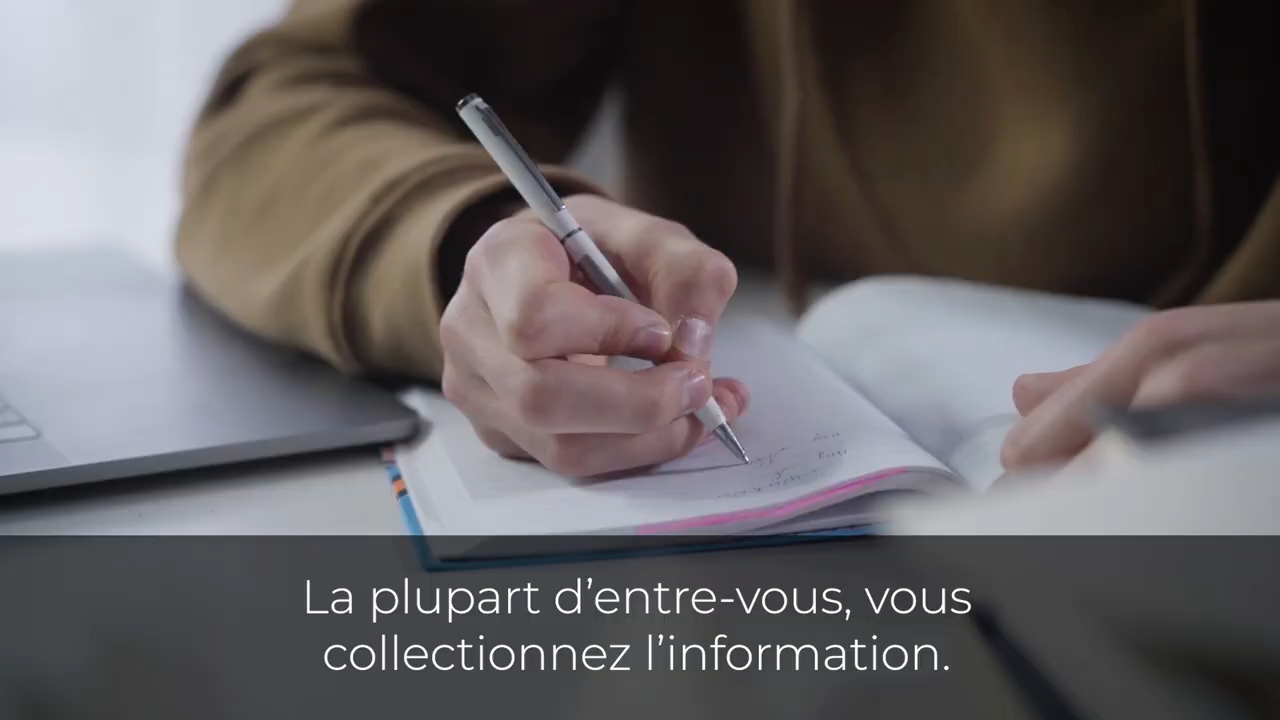 La plupart d’entre-vous, vous
collectionnez l’information.